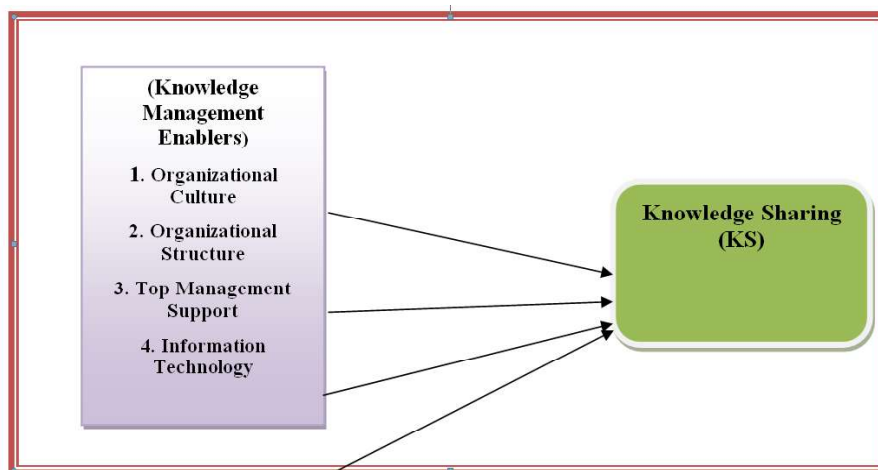 (Knowledge
Management
Enablers)
1. Organizational
Culture
2. Organizational
Structure
3. Top Management
Support
4. Information
Technology
Knowledge Sharing
(KS)